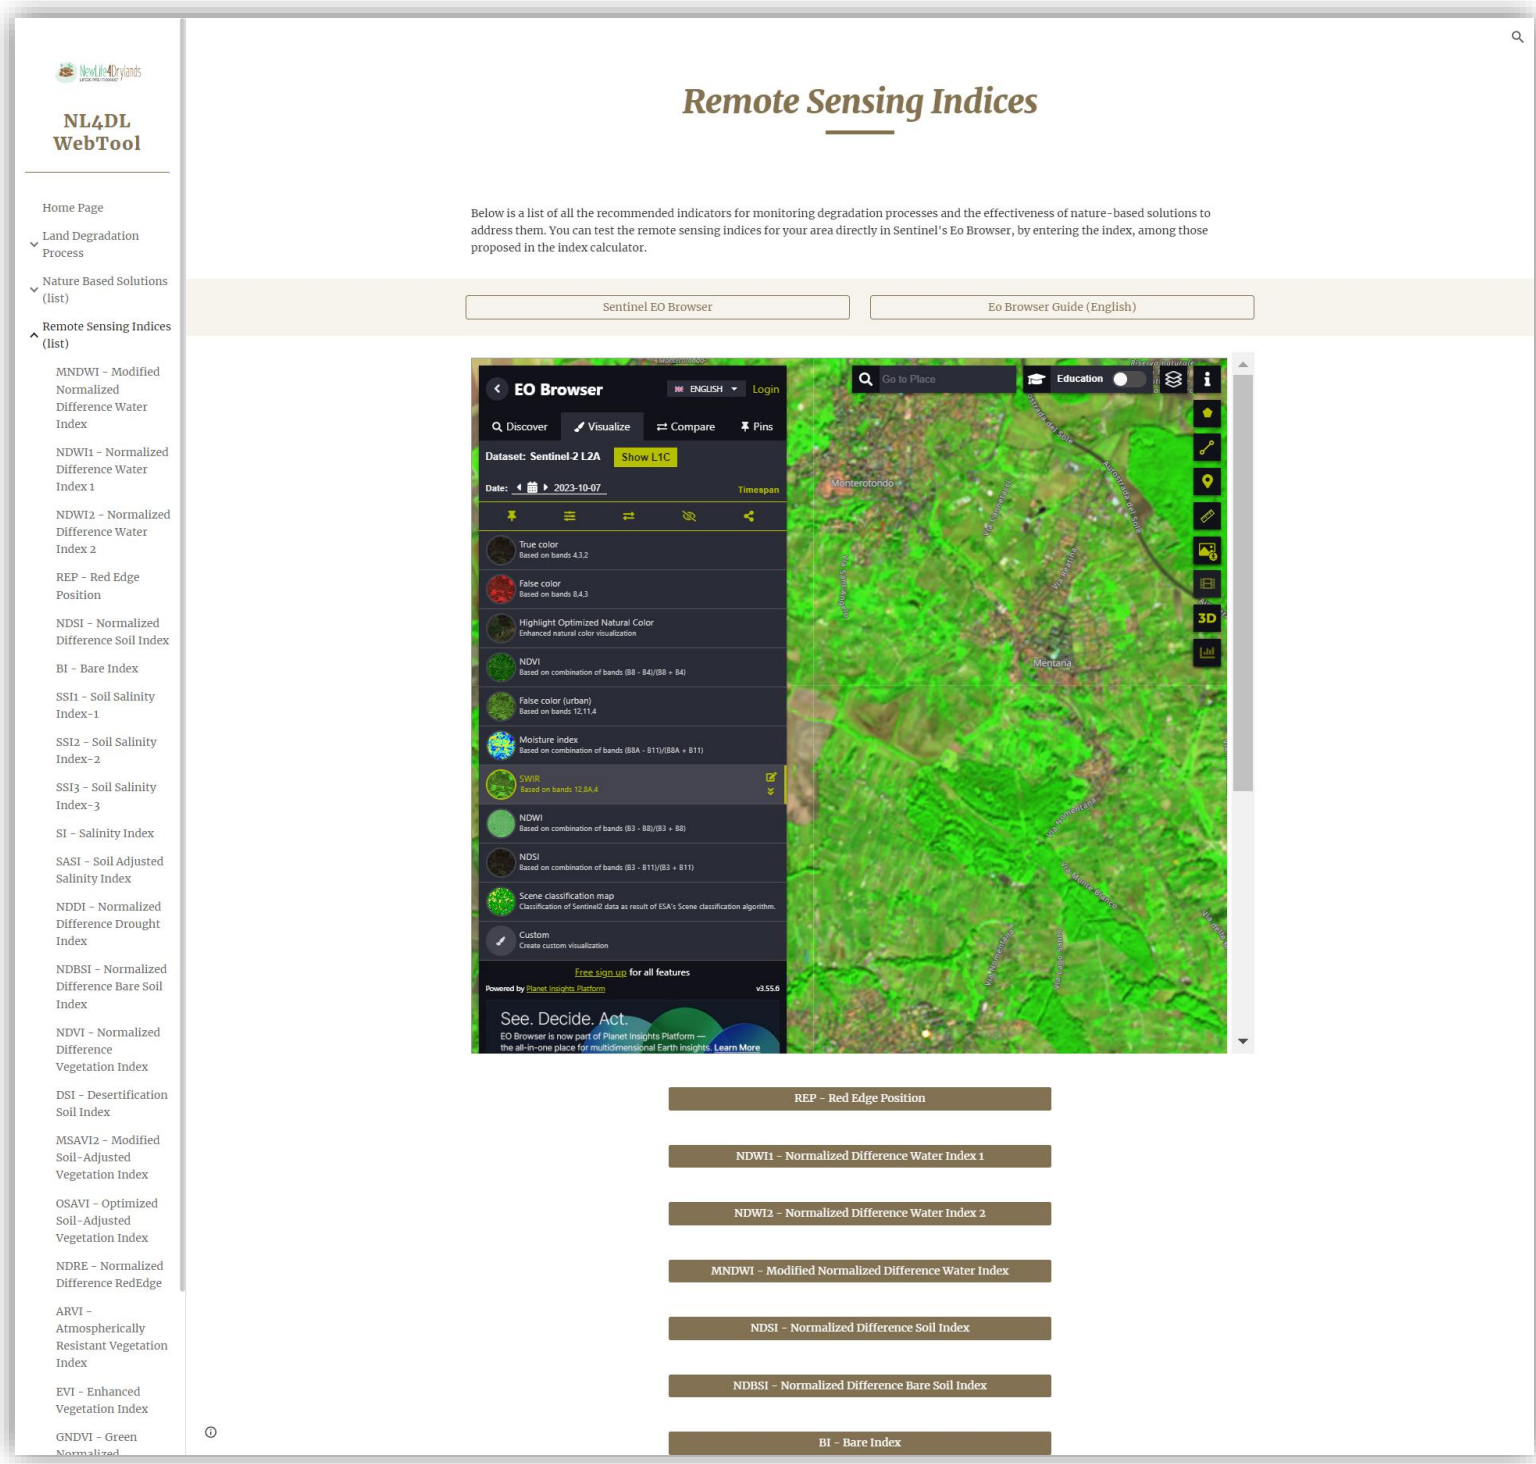 NewLife4Drylands
NL4DL
WebTool
Home Page
Land Degradation
Process
Nature Based Solutions
(list)
Remote Sensing Indices
(list)
MNDWI - Modified
Normalized
Difference Water
Index
NDWI1 - Normalized
Difference Water
Index 1
NDWI2 - Normalized
Difference Water
Index 2
REP - Red Edge
Position
NDSI - Normalized
Difference Soil Index
BI - Bare Index
SSI1 - Soil Salinity
Index-1
SSI2 - Soil Salinity
Index-2
SSI3 - Soil Salinity
Index-3
SI - Salinity Index
SASI - Soil Adjusted
Salinity Index
NDDI - Normalized
Difference Drought
Index
NDBSI - Normalized
Difference Bare Soil
Index
NDVI - Normalized
Difference
Vegetation Index
DSI - Desertification
Soil Index
MSAVI2 - Modified
Soil-Adjusted
Vegetation Index
OSAVI - Optimized
Soil-Adjusted
Vegetation Index
NDRE - Normalized
Difference RedEdge
ARVI -
Atmospherically
Resistant Vegetation
Index
EVI - Enhanced
Vegetation Index
GNDVI - Green
Normalized
Remote Sensing Indices
Below is a list of all the recommended indicators for monitoring degradation processes and the effectiveness of nature-based solutions to
address them. You can test the remote sensing indices for your area directly in Sentinel's Eo Browser, by entering the index, among those
proposed in the index calculator.
Sentinel EO Browser
Eo Browser Guide (English)
EO Browser
ENGLISH
Login
Discover
Visualize
Compare
Pins
Dataset: Sentinel-2 L2A
Show L1C
Date: 2023-10-07
Timespan
True color
Based on bands 4,3,2
False color
Based on bands 8,4,3
Highlight Optimized Natural Color
Enhanced natural color visualization
NDVI
Based on combination of bands (B8 - B4)/(B8 + B4)
False color (urban)
Based on bands 12,11,4
Moisture index
Based on combination of bands (B8A - B11)/(B8A + B11)
SWIR
Based on bands 12,8A,4
NDWI
Based on combination of bands (B3 - B8)/(B3 + B8)
NDSI
Based on combination of bands (B3 - B11)/(B3 + B11)
Scene classification map
Classification of Sentinel2 data as result of ESA's Scene classification algorithm.
Custom
Create custom visualization
Free sign up for all features
Powered by Planet Insights Platform
v3.55.6
See. Decide. Act.
EO Browser is now part of Planet Insights Platform —
the all-in-one place for multidimensional Earth insights. Learn More
Go to Place
Education
3D
Riserva naturale
Autostrada del Sole
Autostrada del Sole
Monterotondo
Via Reatina
Mentana
Via Nomentana
Via Monte Bianco
Via Nomentana
REP - Red Edge Position
NDWI1 - Normalized Difference Water Index 1
NDWI2 - Normalized Difference Water Index 2
MNDWI - Modified Normalized Difference Water Index
NDSI - Normalized Difference Soil Index
NDBSI - Normalized Difference Bare Soil Index
BI - Bare Index